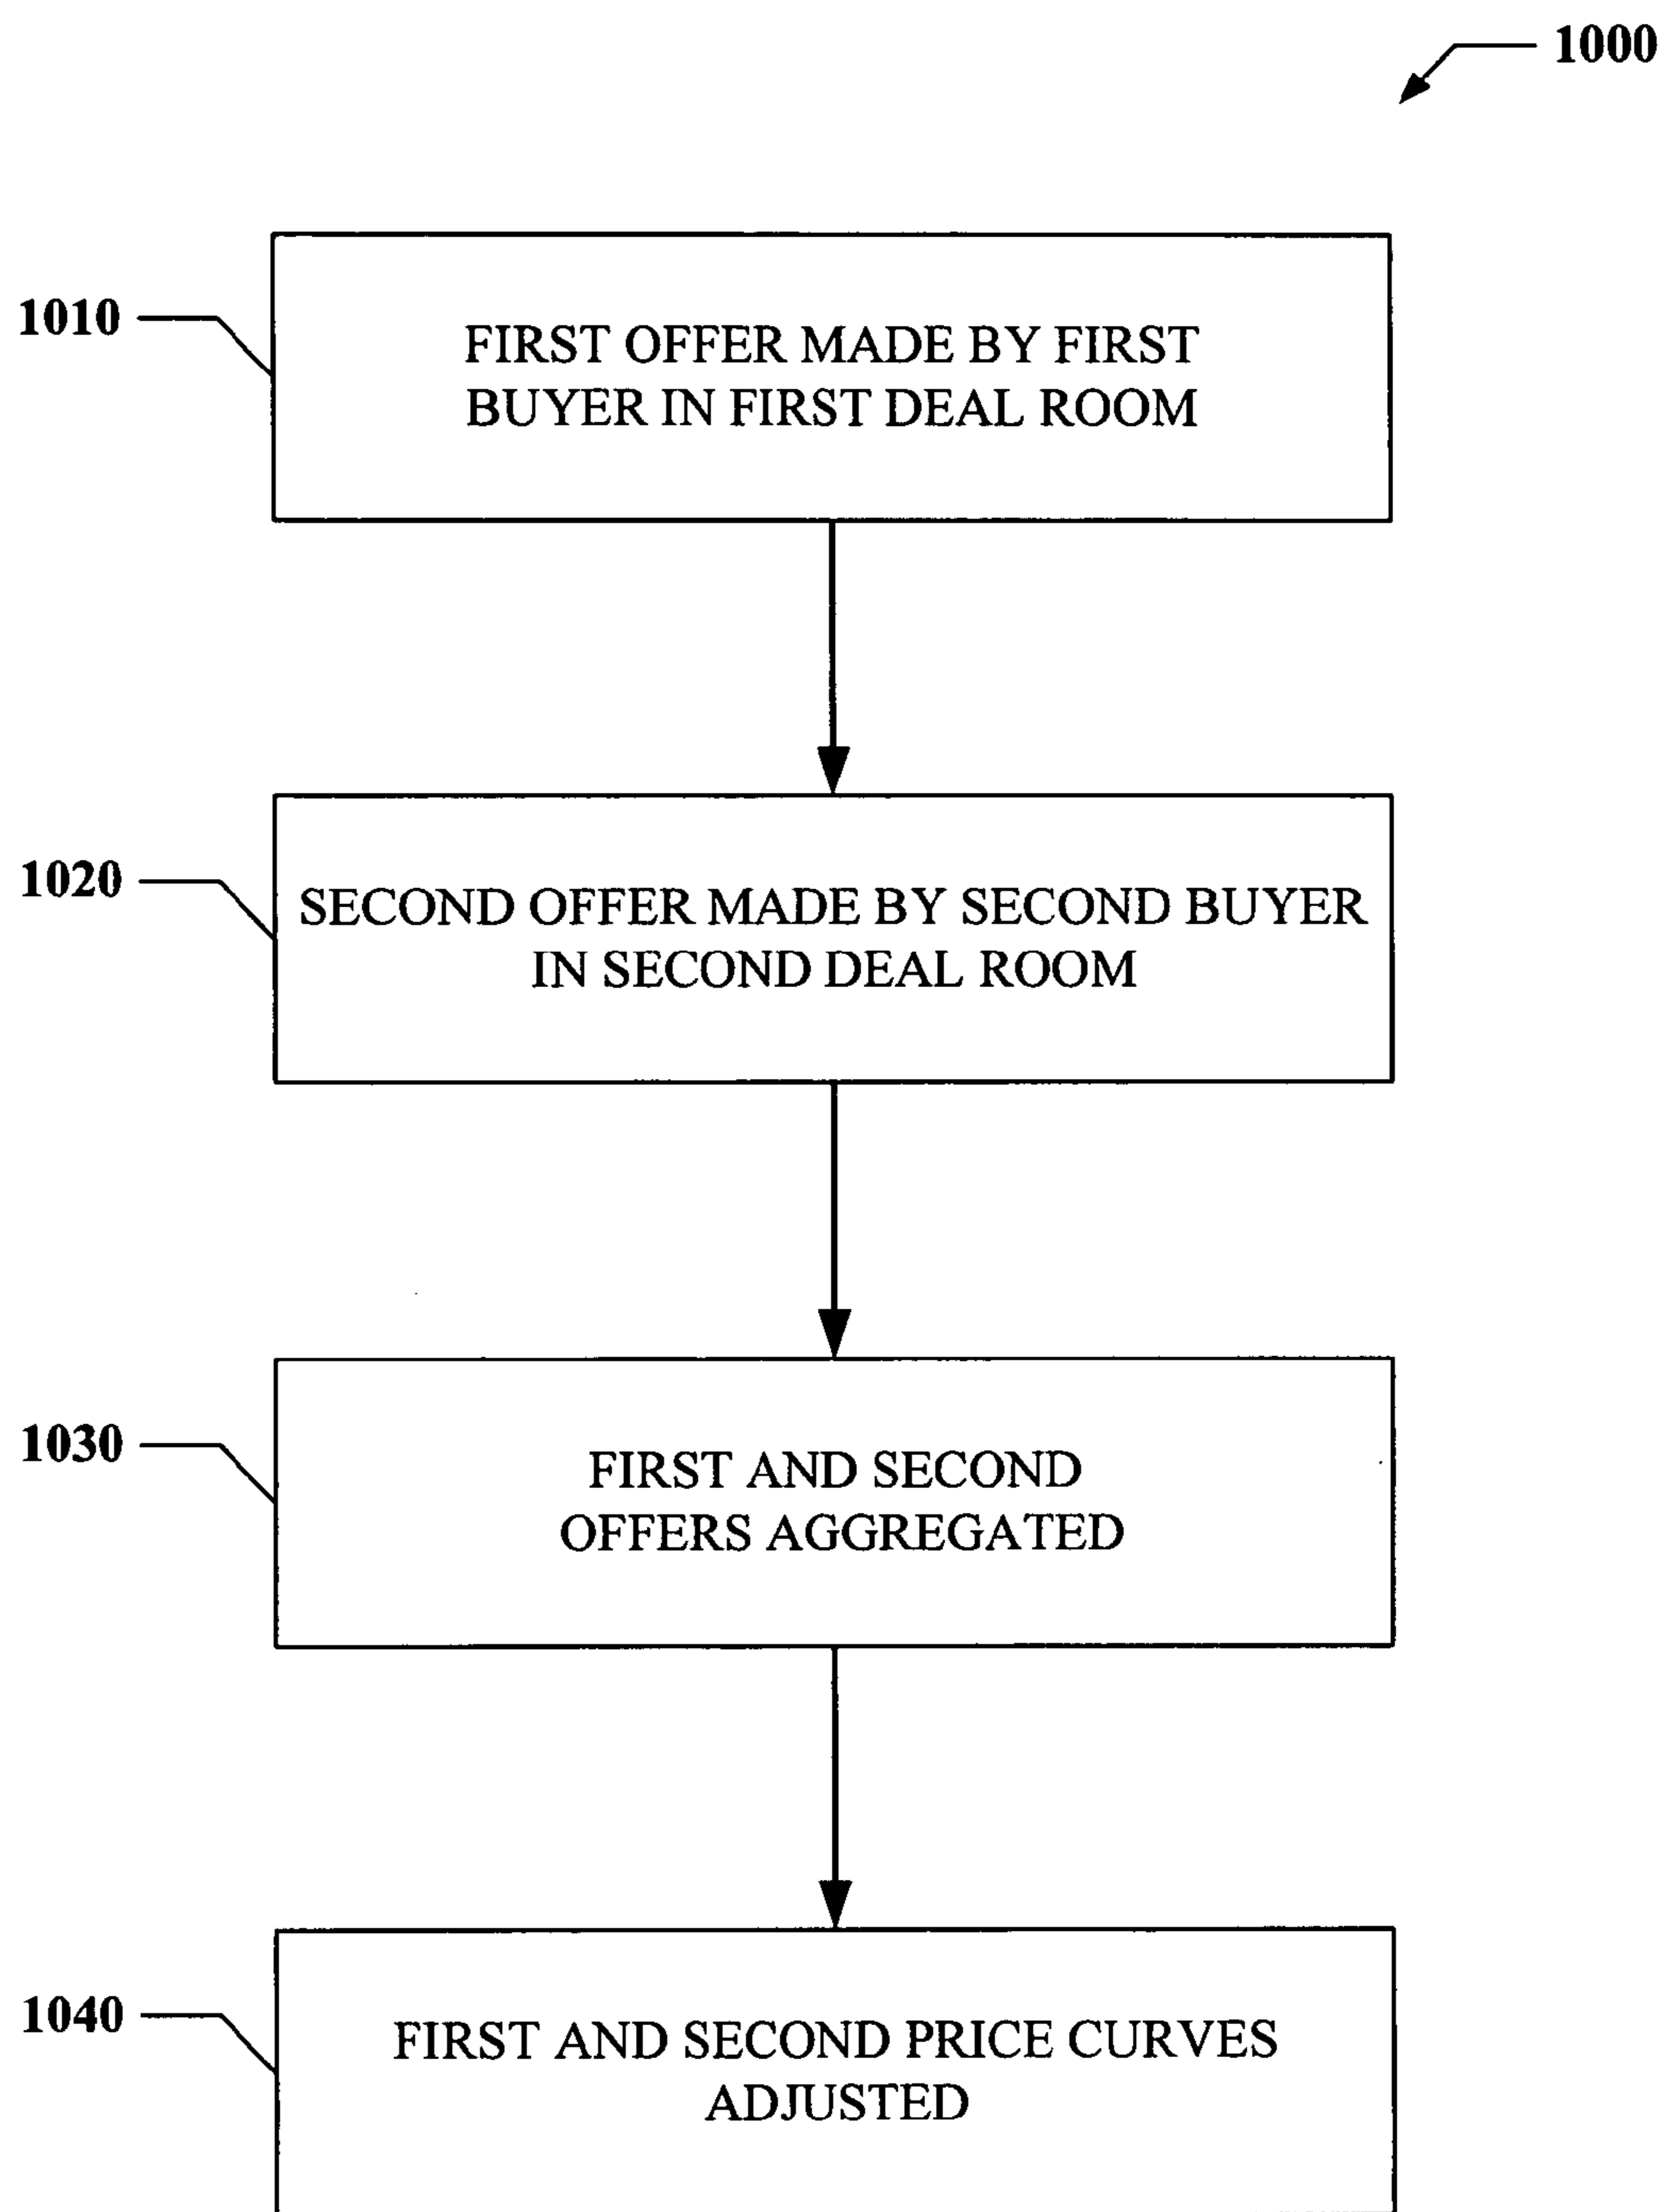 1000
1010
FIRST OFFER MADE BY FIRST
BUYER IN FIRST DEAL ROOM
1020
SECOND OFFER MADE BY SECOND BUYER
IN SECOND DEAL ROOM
1030
FIRST AND SECOND
OFFERS AGGREGATED
1040
FIRST AND SECOND PRICE CURVES
ADJUSTED